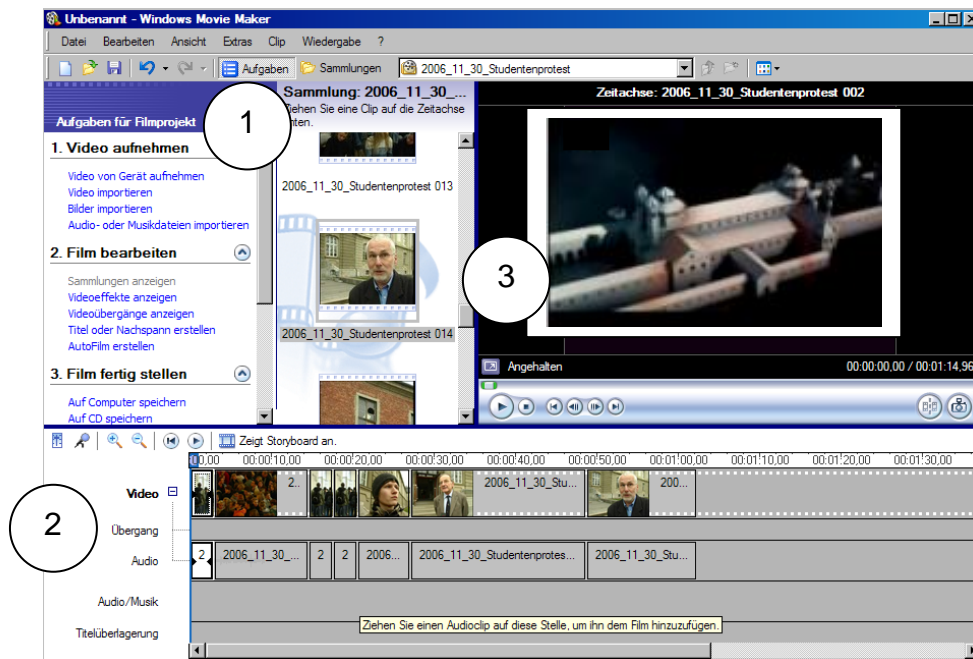 Unbenannt - Windows Movie Maker
Datei Bearbeiten Ansicht Extras Clip Wiedergabe ?
Aufgaben Sammlungen 2006_11_30_Studentenprotest
Aufgaben für Filmprojekt
1
1. Video aufnehmen
Video von Gerät aufnehmen
Video importieren
Bilder importieren
Audio- oder Musikdateien importieren
2. Film bearbeiten
Sammlungen anzeigen
Videoeffekte anzeigen
Videoübergänge anzeigen
Titel oder Nachspann erstellen
AutoFilm erstellen
3. Film fertig stellen
Auf Computer speichern
Auf CD speichern
Sammlung: 2006_11_30_...
Ziehen Sie eine Clip auf die Zeitachse
2006_11_30_Studentenprotest 013
2006_11_30_Studentenprotest 014
3
Zeitachse: 2006_11_30_Studentenprotest 002
Angehalten 00:00:00,00 / 00:01:14,96
Zeigt Storyboard an.
0,00 00:00:10,00 00:00:20,00 00:00:30,00 00:00:40,00 00:00:50,00 00:01:00,00 00:01:10,00 00:01:20,00 00:01:30,00
2
Video 2.. 2006_11_30_Stu... 200...
Übergang
Audio 2 2006_11_30_... 2 2 2006... 2006_11_30_Studentenprotes... 2006_11_30_Stu...
Audio/Musik
Ziehen Sie einen Audioclip auf diese Stelle, um ihn dem Film hinzuzufügen.
Titelüberlagerung